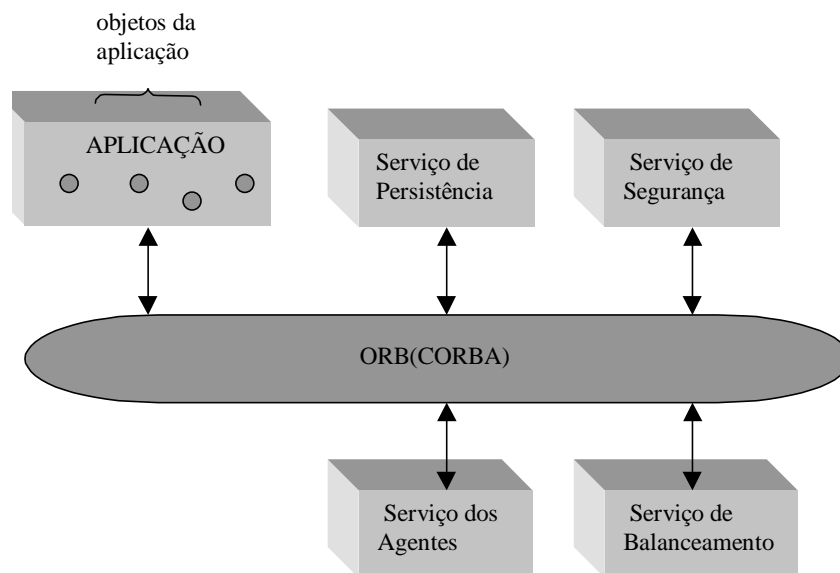 objetos da
aplicação
APLICAÇÃO
Serviço de
Persistência
Serviço de
Segurança
ORB(CORBA)
Serviço dos
Agentes
Serviço de
Balanceamento